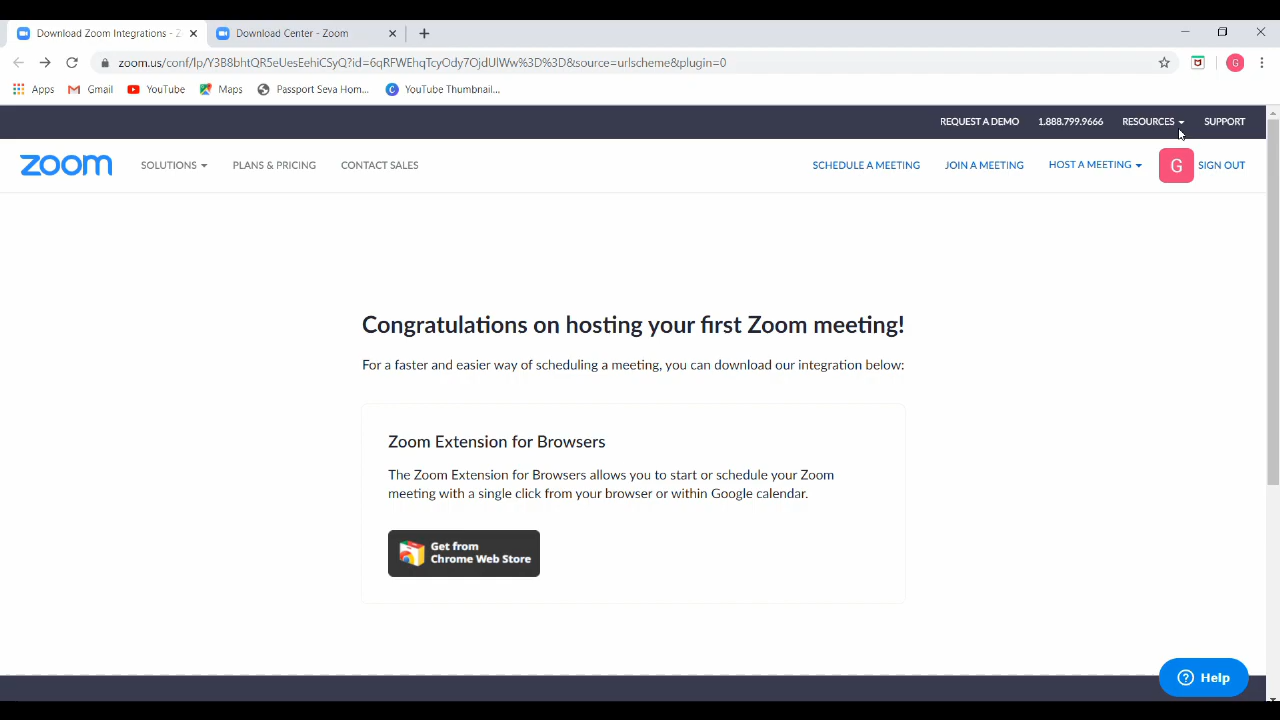 Download Zoom Integrations - Z
Download Center - Zoom
zoom.us/conf/lp/Y3B8bhtQR5eUesEehiCSyQ?id=6qRFWEhqTcyOdy7OjdUlWw%3D%3D&source=urlscheme&plugin=0
G
Apps
Gmail
YouTube
Maps
Passport Seva Hom...
YouTube Thumbnail...
REQUEST A DEMO
1.888.799.9666
RESOURCES
SUPPORT
zoom
SOLUTIONS
PLANS & PRICING
CONTACT SALES
SCHEDULE A MEETING
JOIN A MEETING
HOST A MEETING
G
SIGN OUT
Congratulations on hosting your first Zoom meeting!
For a faster and easier way of scheduling a meeting, you can download our integration below:
Zoom Extension for Browsers
The Zoom Extension for Browsers allows you to start or schedule your Zoom
meeting with a single click from your browser or within Google calendar.
Get from
Chrome Web Store
Help